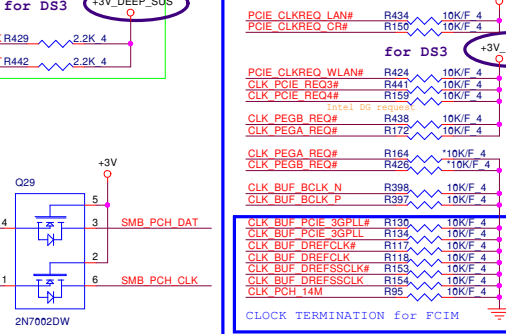 for DS3
+3V_DEEP_SUS
R429 2.2K_4
R442 2.2K_4
+3V
Q29
5
4 3 SMB_PCH_DAT
2
1 6 SMB_PCH_CLK
2N7002DW
PCIE_CLKREQ_LAN# R434 10K/F_4
PCIE_CLKREQ_CR# R150 10K/F_4
for DS3
+3V_
PCIE_CLKREQ_WLAN# R424 10K/F_4
CLK_PCIE_REQ3# R441 10K/F_4
CLK_PCIE_REQ4# R159 10K/F_4
Intel DG request
CLK_PEGB_REQ# R438 10K/F_4
CLK_PEGA_REQ# R172 10K/F_4
CLK_PEGA_REQ# R164 *10K/F_4
CLK_PEGB_REQ# R426 *10K/F_4
CLK_BUF_BCLK_N R398 10K/F_4
CLK_BUF_BCLK_P R397 10K/F_4
CLK_BUF_PCIE_3GPLL# R130 10K/F_4
CLK_BUF_PCIE_3GPLL R134 10K/F_4
CLK_BUF_DREFCLK# R117 10K/F_4
CLK_BUF_DREFCLK R118 10K/F_4
CLK_BUF_DREFSSCLK# R153 10K/F_4
CLK_BUF_DREFSSCLK R154 10K/F_4
CLK_PCH_14M R95 10K/F_4
CLOCK TERMINATION for FCIM